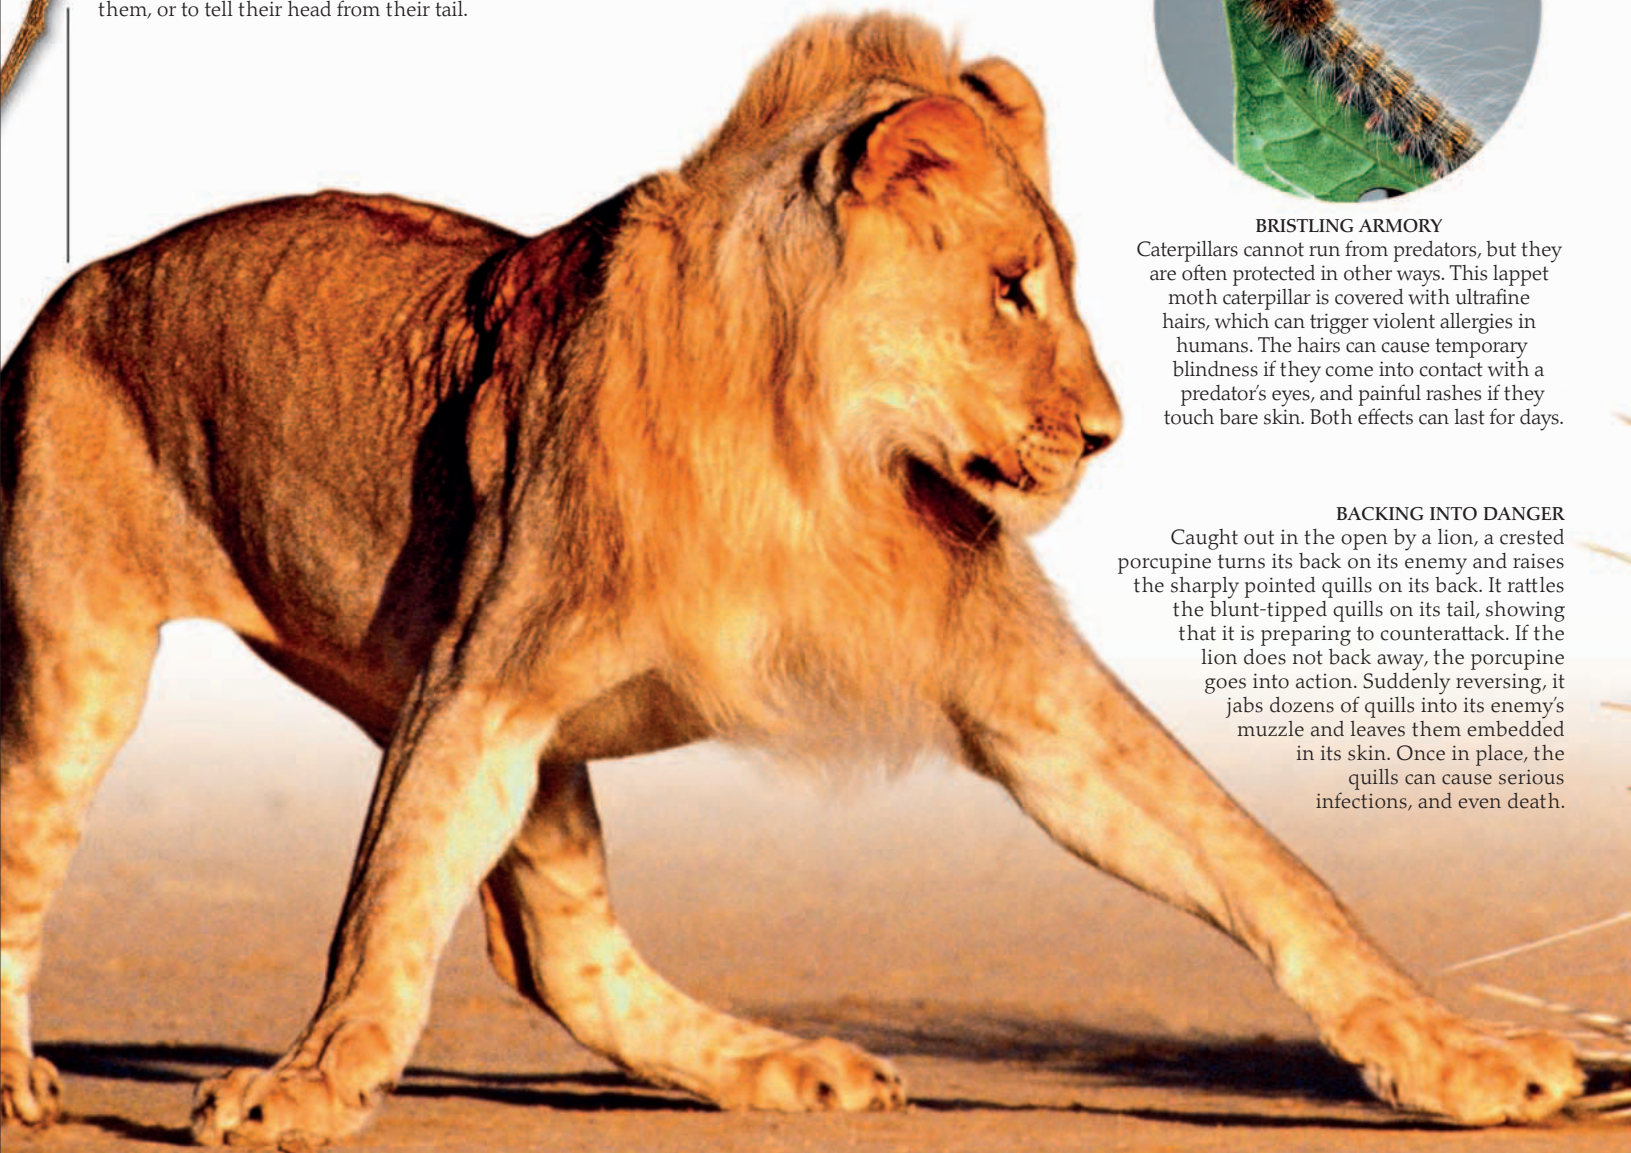 them, or to tell their head from their tail.
BRISTLING ARMORY
Caterpillars cannot run from predators, but they
are often protected in other ways. This lappet
moth caterpillar is covered with ultrafine
hairs, which can trigger violent allergies in
humans. The hairs can cause temporary
blindness if they come into contact with a
predator's eyes, and painful rashes if they
touch bare skin. Both effects can last for days.
BACKING INTO DANGER
Caught out in the open by a lion, a crested
porcupine turns its back on its enemy and raises
the sharply pointed quills on its back. It rattles
the blunt-tipped quills on its tail, showing
that it is preparing to counterattack. If the
lion does not back away, the porcupine
goes into action. Suddenly reversing, it
jabs dozens of quills into its enemy's
muzzle and leaves them embedded
in its skin. Once in place, the
quills can cause serious
infections, and even death.